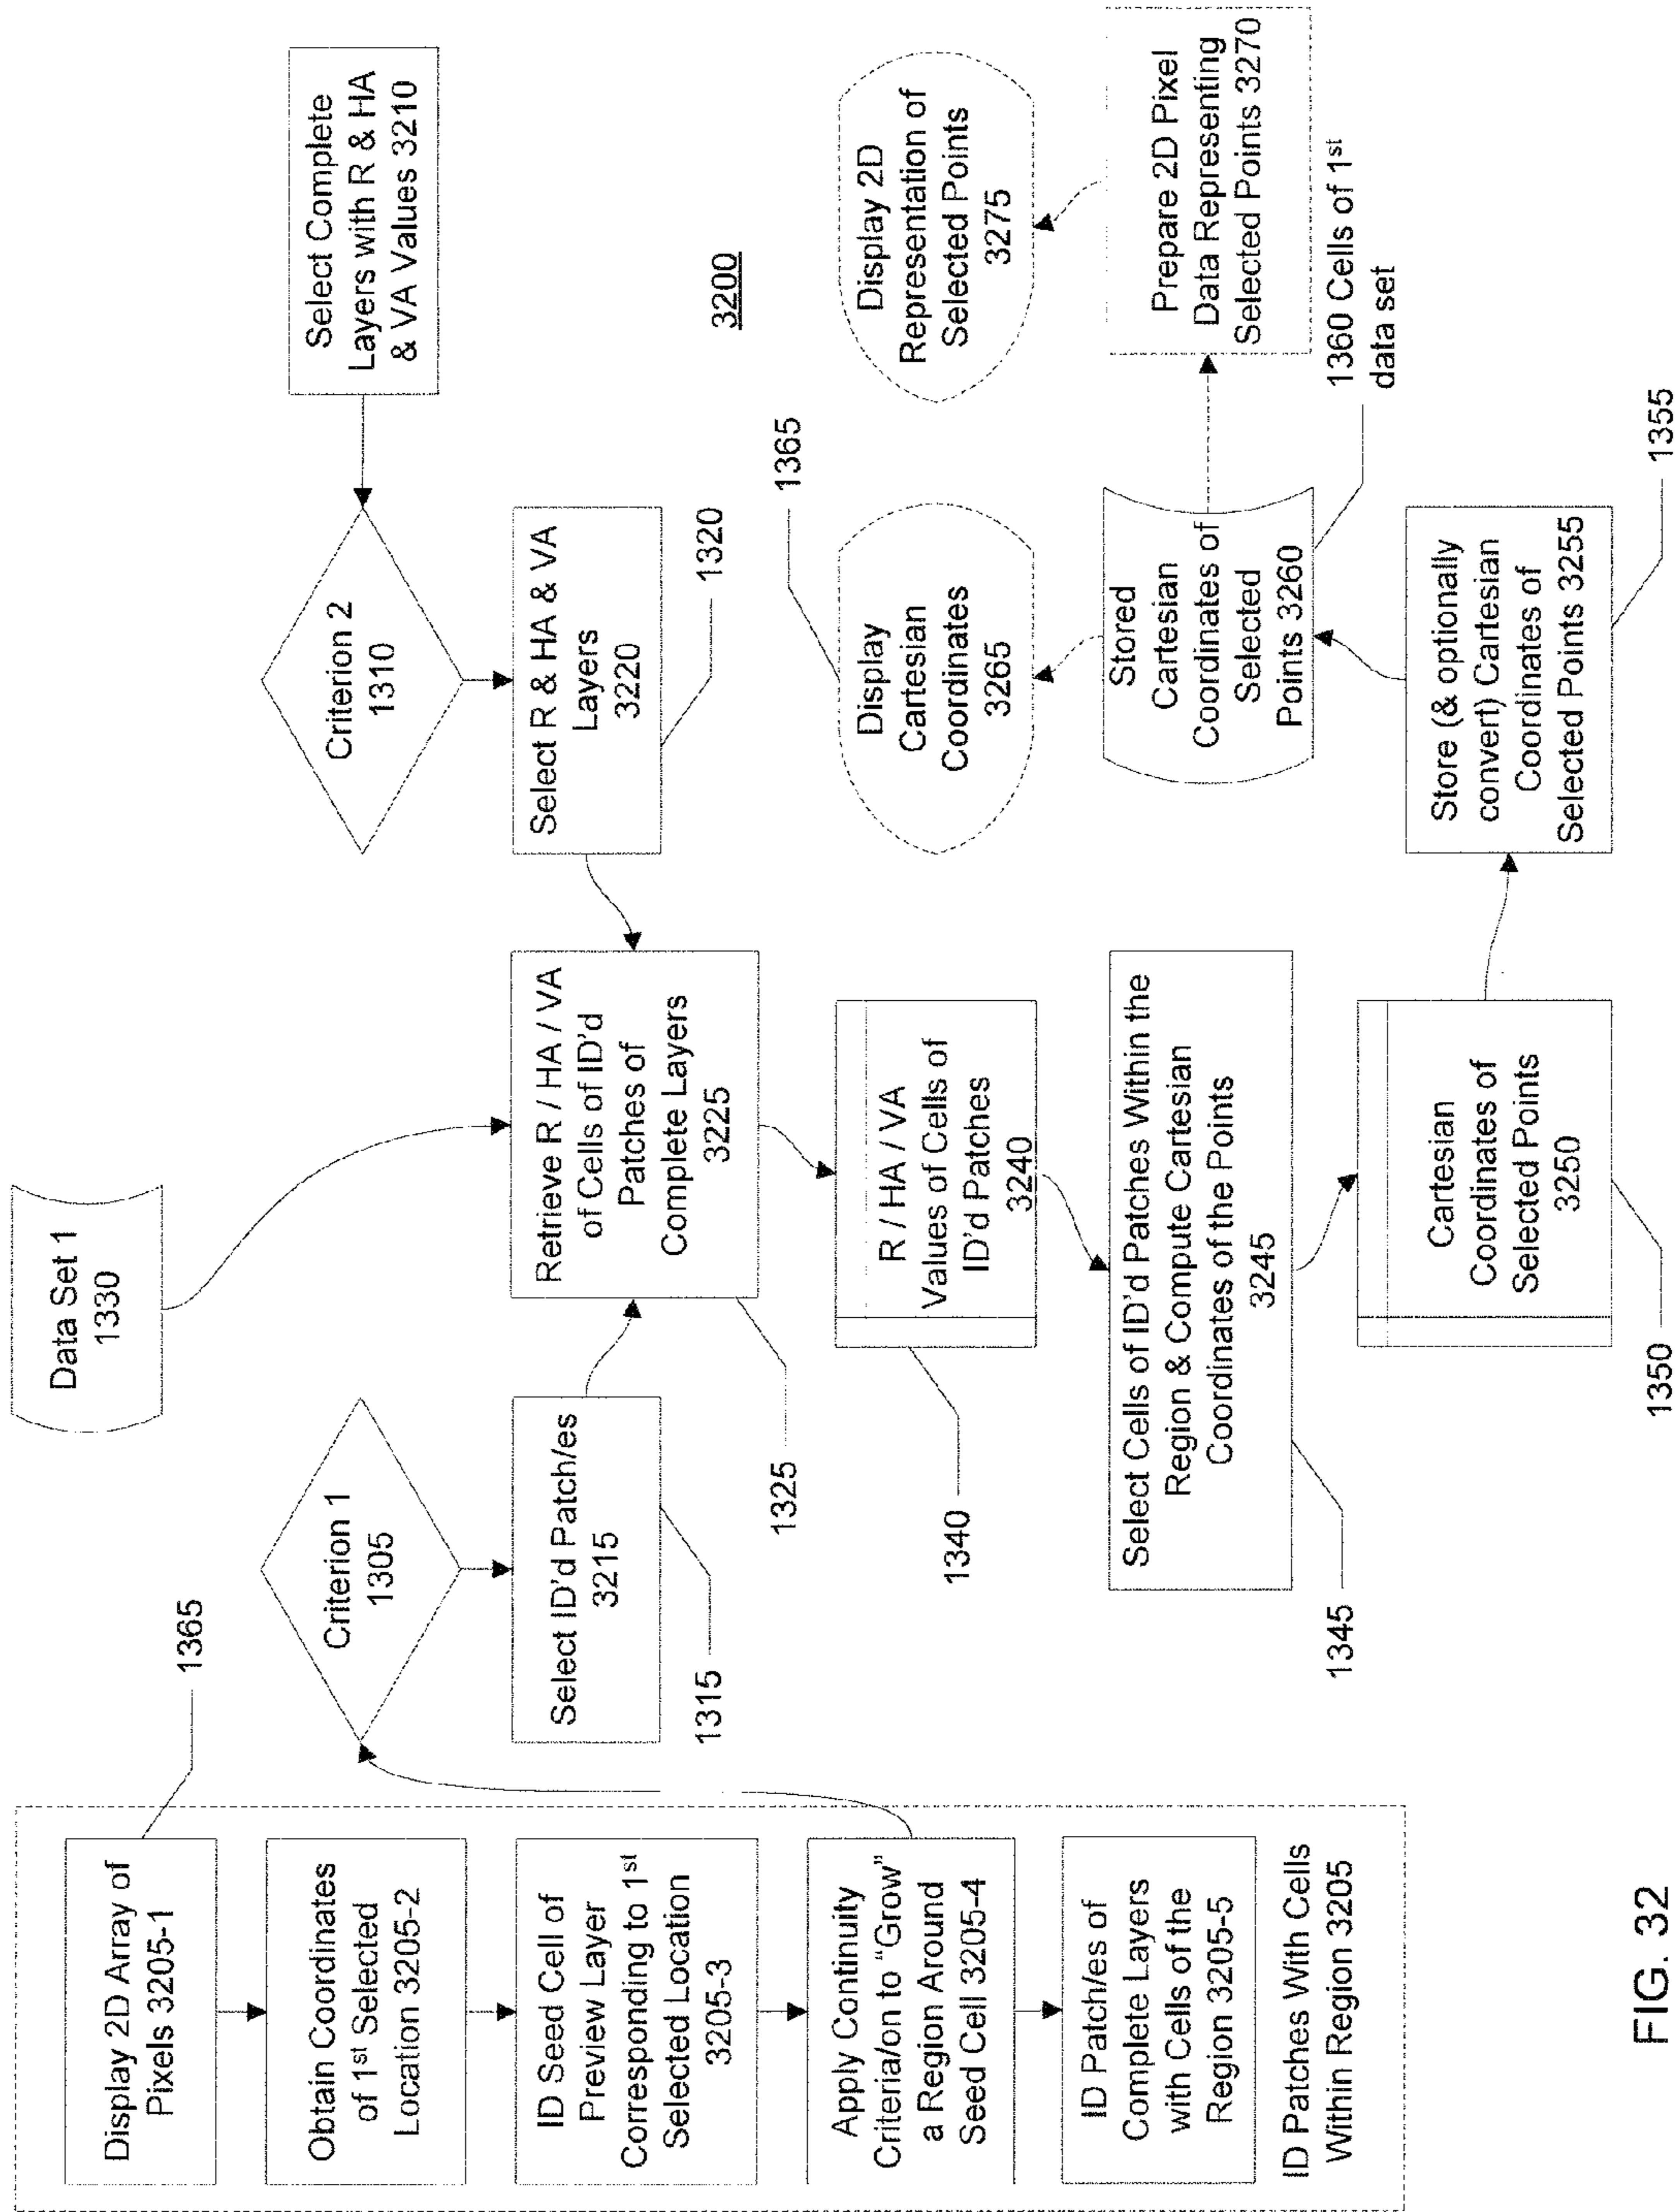 Display 2D Array of
Pixels 3205-1
1365
Obtain Coordinates
of 1st Selected
Location 3205-2
ID Seed Cell of
Preview Layer
Corresponding to 1st
Selected Location
3205-3
Apply Continuity
Criteria/on to “Grow”
a Region Around
Seed Cell 3205-4
ID Patch/es of
Complete Layers
with Cells of the
Region 3205-5
ID Patches With Cells
Within Region 3205
Criterion 1
1305
Select ID'd Patch/es
3215
1315
Data Set 1
1330
Select Complete
Layers with R & HA
& VA Values 3210
Criterion 2
1310
Select R & HA & VA
Layers
3220
1320
Retrieve R / HA / VA
of Cells of ID'd
Patches of
Complete Layers
3225
1325
R / HA / VA
Values of Cells of
ID'd Patches
3240
1340
Select Cells of ID'd Patches Within the
Region & Compute Cartesian
Coordinates of the Points
3245
1345
Cartesian
Coordinates of
Selected Points
3250
1350
Store (& optionally
convert) Cartesian
Coordinates of
Selected Points 3255
1355
Stored
Cartesian
Coordinates of
Selected
Points 3260
1360 Cells of 1st
data set
Display
Cartesian
Coordinates
3265
1365
Prepare 2D Pixel
Data Representing
Selected Points 3270
Display 2D
Representation of
Selected Points
3275
3200
FIG. 32